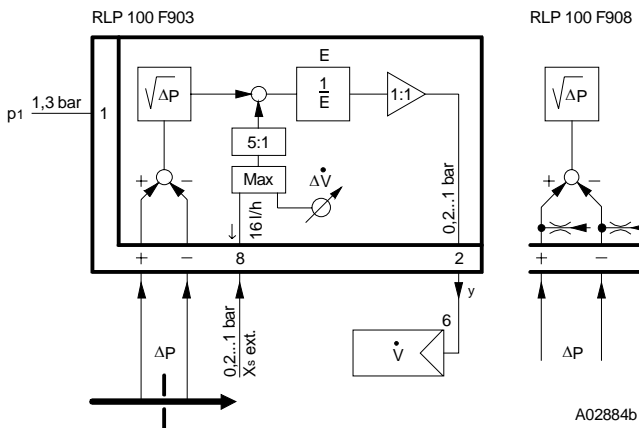 RLP 100 F903
RLP 100 F908
E
√ΔP
1/E
1:1
√ΔP
p1 1,3 bar
1
5:1
+ −
Max
ΔV̇
+ −
↓ 16 l/h
0,2...1 bar
+ − 8 2
+ −
y
0,2...1 bar
Xs ext.
6
ΔP
V̇
ΔP
A02884b